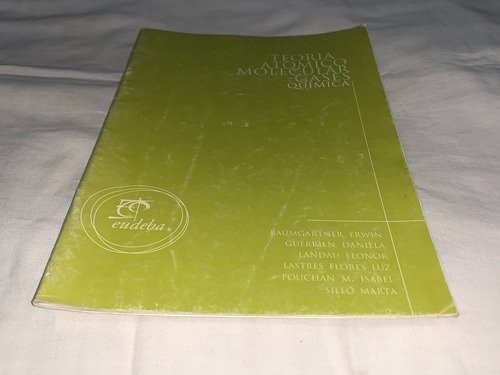 TEORIA
ATOMICO
MOLECULAR
GASES
QUIMICA
eudeba
BAUMGARTNER ERWIN
GUERRIEN DANIELA
LANDAU LEONOR
LASTRES FLORES LUZ
POUCHAN M. ISABEL
SILEO MARTA